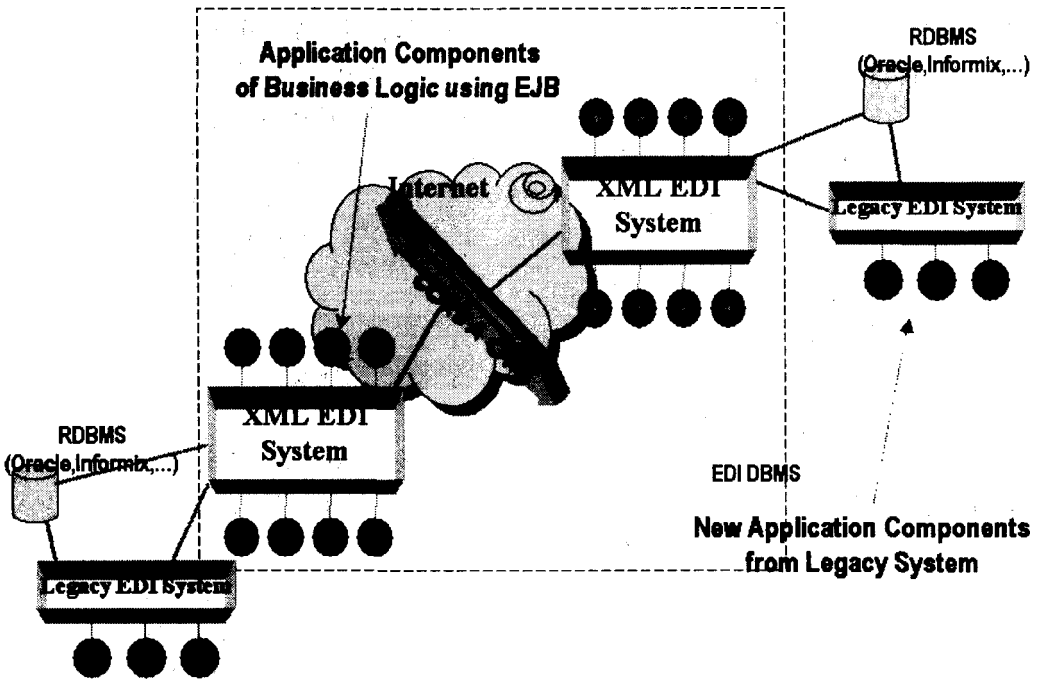 Application Components
of Business Logic using EJB
RDBMS
(Oracle,Informix,...)
Internet
XML EDI
System
Legacy EDI System
XML EDI
System
RDBMS
(Oracle,Informix,...)
EDI DBMS
New Application Components
from Legacy System
Legacy EDI System